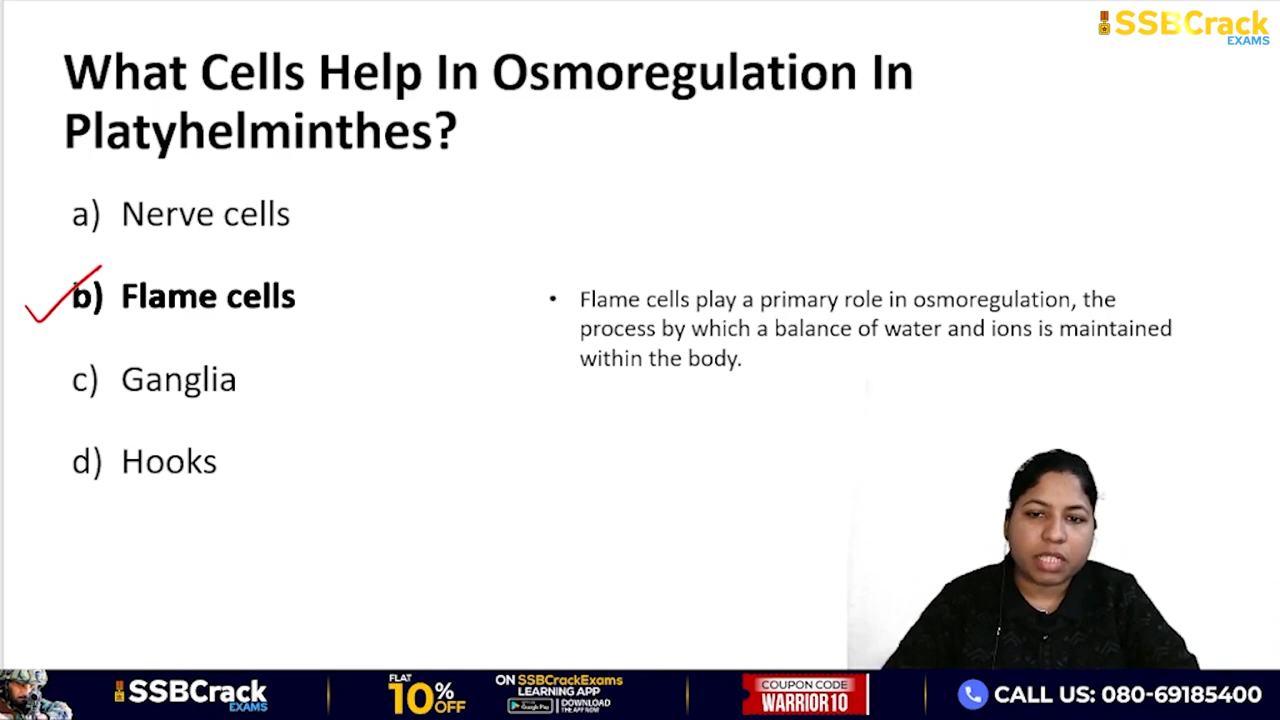 SSBCrack
EXAMS
What Cells Help In Osmoregulation In
Platyhelminthes?
a) Nerve cells
b) Flame cells
c) Ganglia
d) Hooks
• Flame cells play a primary role in osmoregulation, the
process by which a balance of water and ions is maintained
within the body.
SSBCrack
EXAMS
FLAT
10% OFF
ON SSBCrackExams
LEARNING APP
Google Play
DOWNLOAD
THE APP NOW
COUPON CODE
WARRIOR10
CALL US: 080-69185400